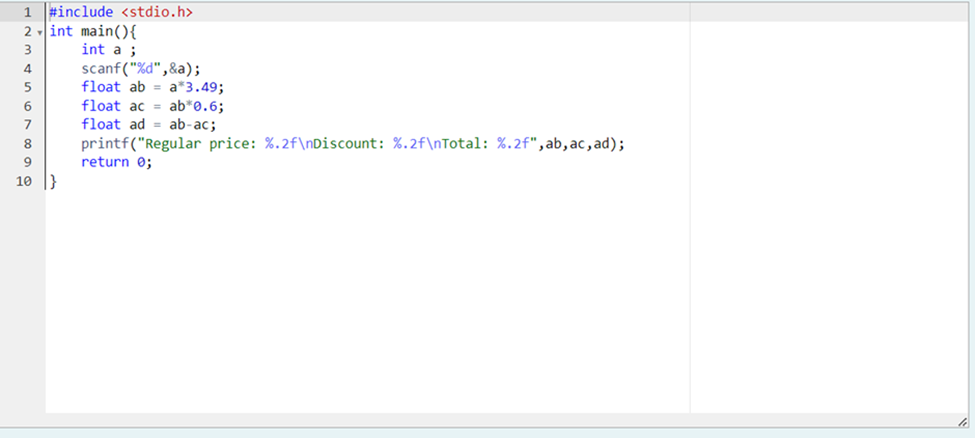 1 #include <stdio.h>
2 int main(){
3 int a ;
4 scanf("%d",&a);
5 float ab = a*3.49;
6 float ac = ab*0.6;
7 float ad = ab-ac;
8 printf("Regular price: %.2f\nDiscount: %.2f\nTotal: %.2f",ab,ac,ad);
9 return 0;
10 }